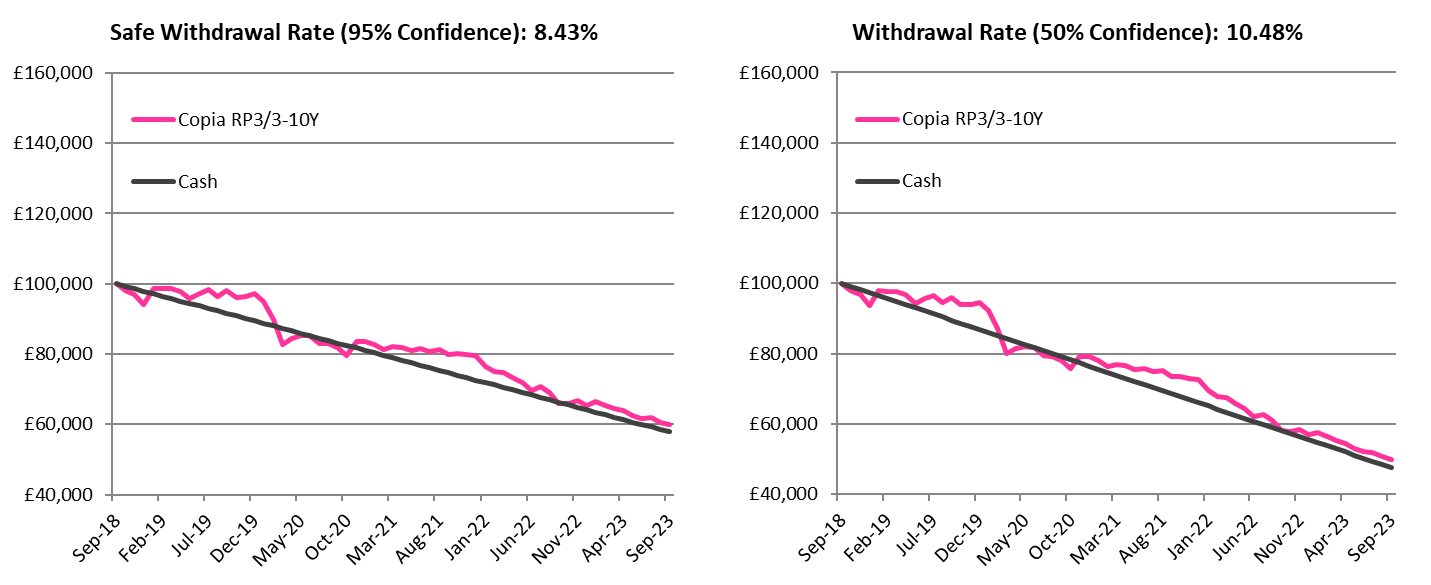 Safe Withdrawal Rate (95% Confidence): 8.43%
£160,000
£140,000
£120,000
£100,000
£80,000
£60,000
£40,000
Copia RP3/3-10Y
Cash
Sep-18
Feb-19
Jul-19
Dec-19
May-20
Oct-20
Mar-21
Aug-21
Jan-22
Jun-22
Nov-22
Apr-23
Sep-23
Withdrawal Rate (50% Confidence): 10.48%
£160,000
£140,000
£120,000
£100,000
£80,000
£60,000
£40,000
Copia RP3/3-10Y
Cash
Sep-18
Feb-19
Jul-19
Dec-19
May-20
Oct-20
Mar-21
Aug-21
Jan-22
Jun-22
Nov-22
Apr-23
Sep-23